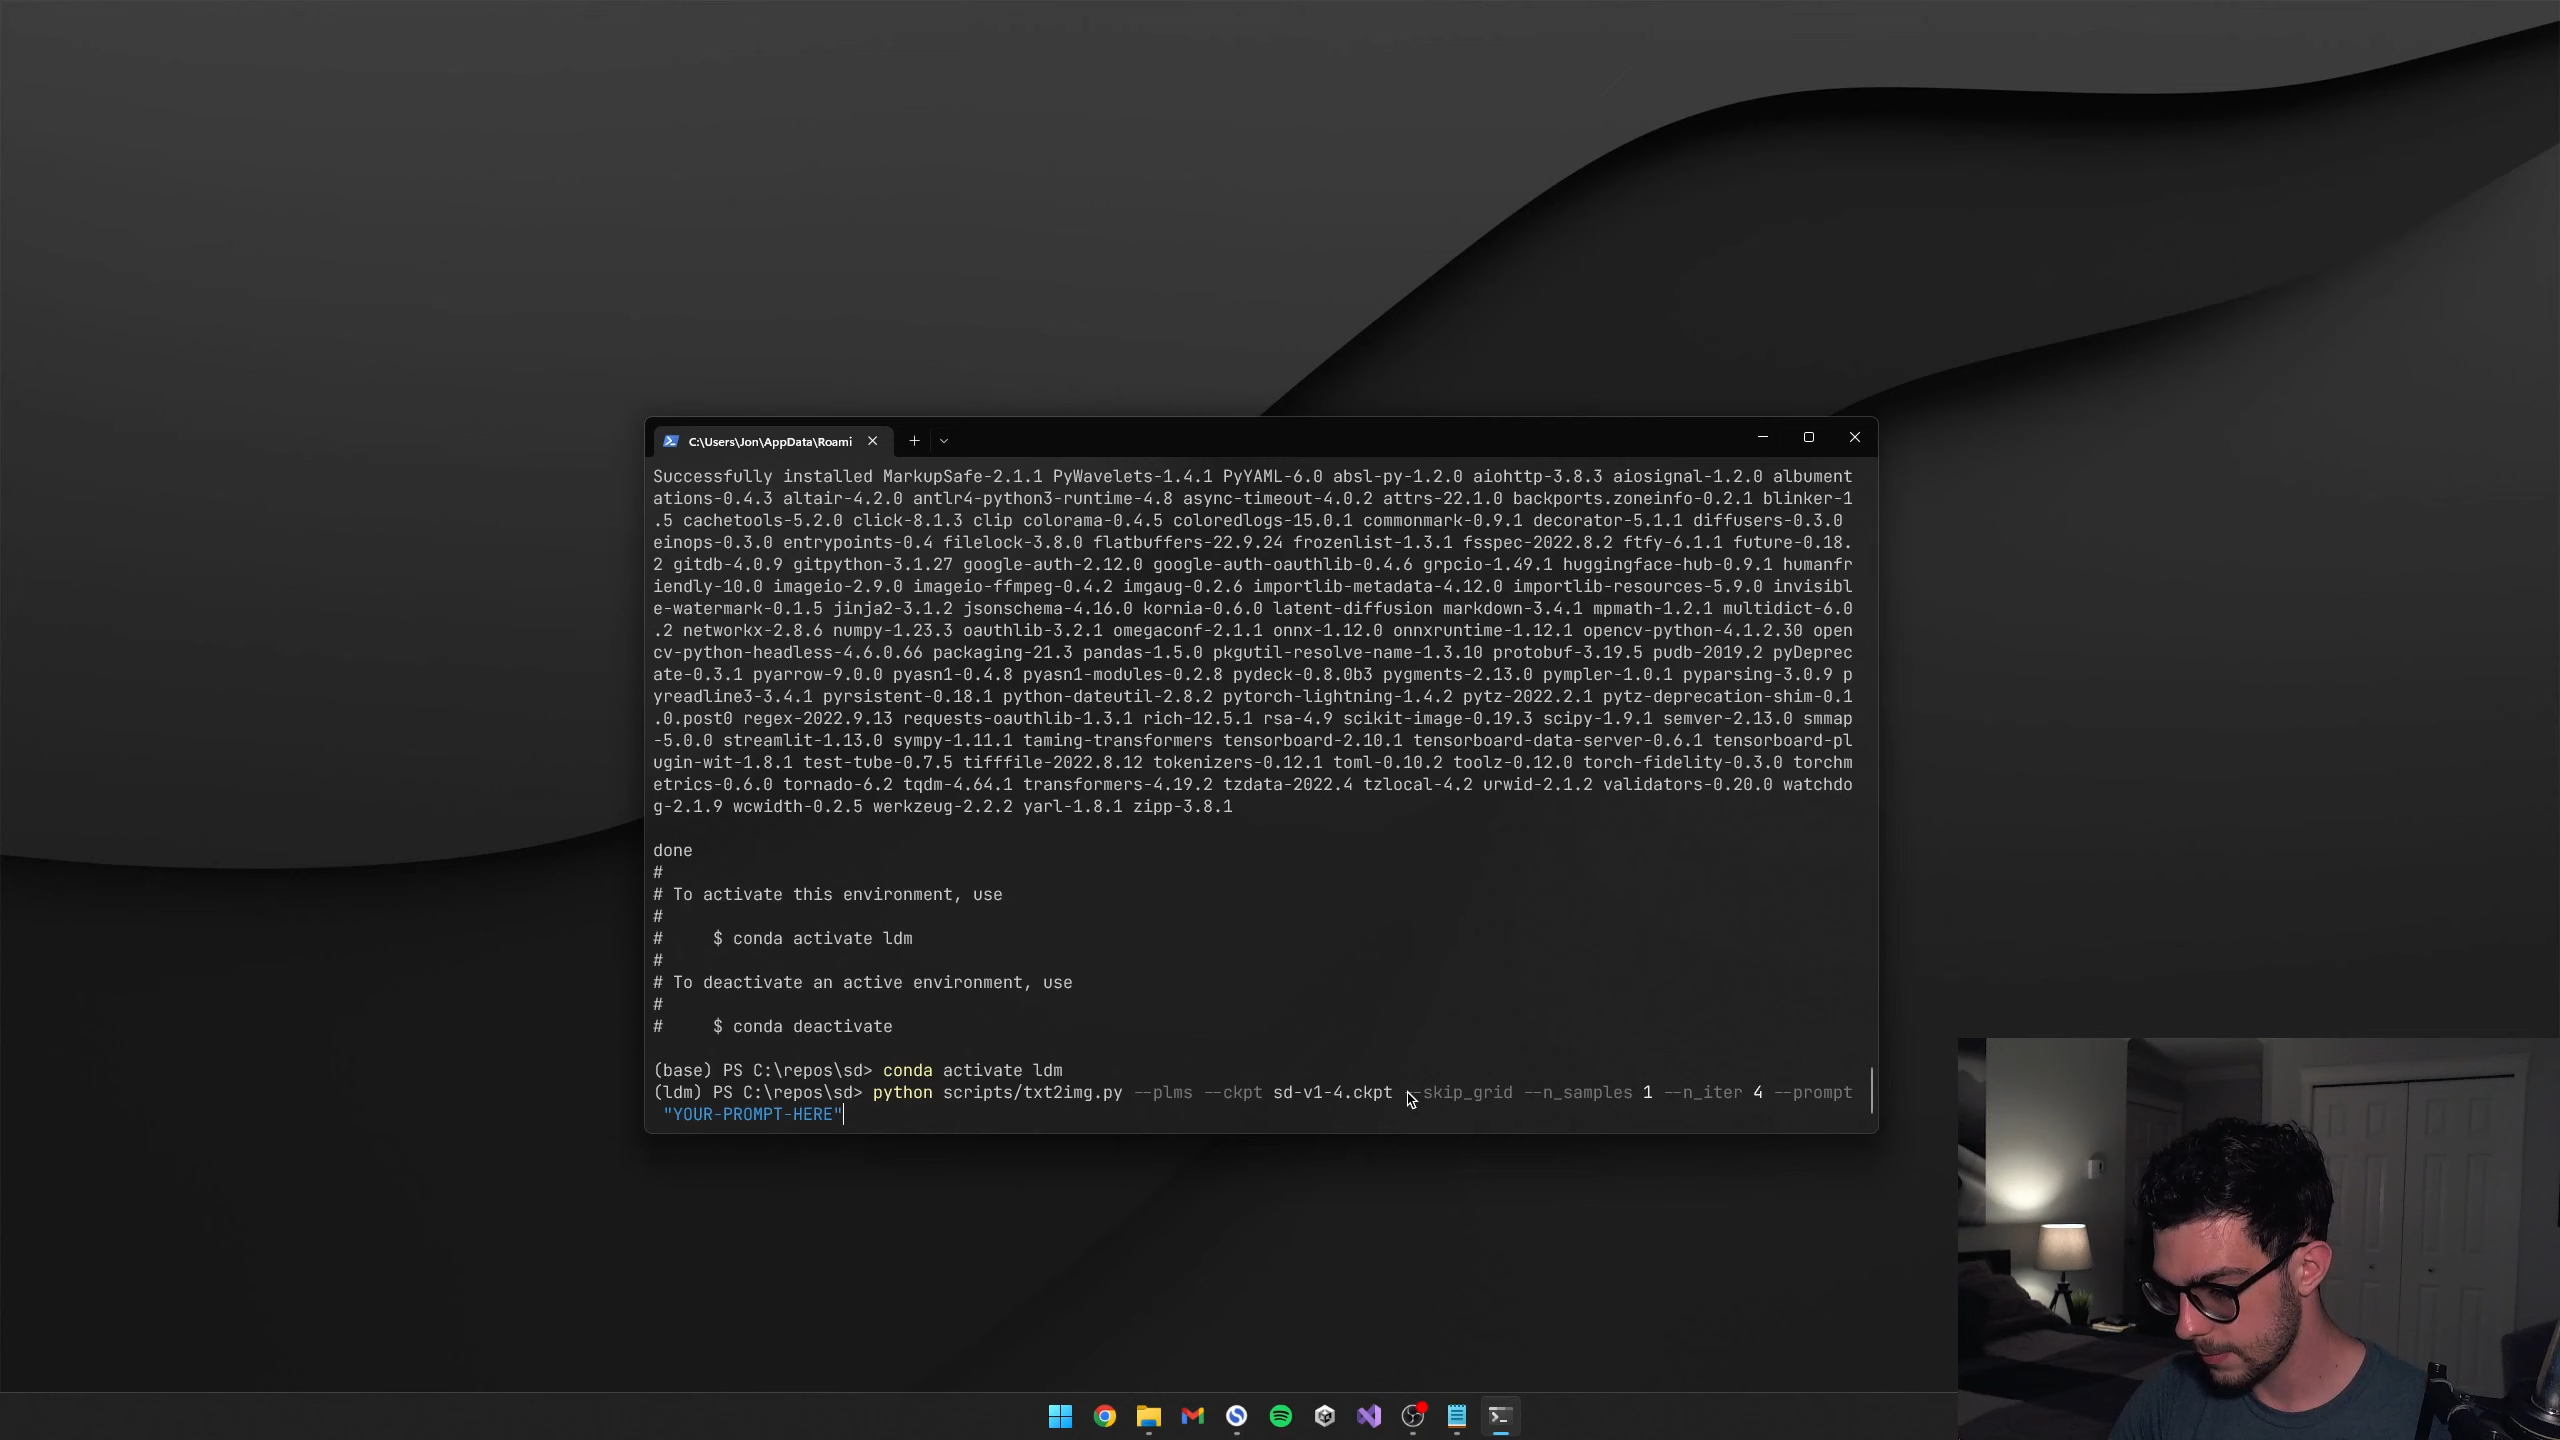 C:\Users\Jon\AppData\Roami
Successfully installed MarkupSafe-2.1.1 PyWavelets-1.4.1 PyYAML-6.0 absl-py-1.2.0 aiohttp-3.8.3 aiosignal-1.2.0 albument
ations-0.4.3 altair-4.2.0 antlr4-python3-runtime-4.8 async-timeout-4.0.2 attrs-22.1.0 backports.zoneinfo-0.2.1 blinker-1
.5 cachetools-5.2.0 click-8.1.3 clip colorama-0.4.5 coloredlogs-15.0.1 commonmark-0.9.1 decorator-5.1.1 diffusers-0.3.0
einops-0.3.0 entrypoints-0.4 filelock-3.8.0 flatbuffers-22.9.24 frozenlist-1.3.1 fsspec-2022.8.2 ftfy-6.1.1 future-0.18.
2 gitdb-4.0.9 gitpython-3.1.27 google-auth-2.12.0 google-auth-oauthlib-0.4.6 grpcio-1.49.1 huggingface-hub-0.9.1 humanfr
iendly-10.0 imageio-2.9.0 imageio-ffmpeg-0.4.2 imgaug-0.2.6 importlib-metadata-4.12.0 importlib-resources-5.9.0 invisibl
e-watermark-0.1.5 jinja2-3.1.2 jsonschema-4.16.0 kornia-0.6.0 latent-diffusion markdown-3.4.1 mpmath-1.2.1 multidict-6.0
.2 networkx-2.8.6 numpy-1.23.3 oauthlib-3.2.1 omegaconf-2.1.1 onnx-1.12.0 onnxruntime-1.12.1 opencv-python-4.1.2.30 open
cv-python-headless-4.6.0.66 packaging-21.3 pandas-1.5.0 pkgutil-resolve-name-1.3.10 protobuf-3.19.5 pudb-2019.2 pyDeprec
ate-0.3.1 pyarrow-9.0.0 pyasn1-0.4.8 pyasn1-modules-0.2.8 pydeck-0.8.0b3 pygments-2.13.0 pympler-1.0.1 pyparsing-3.0.9 p
yreadline3-3.4.1 pyrsistent-0.18.1 python-dateutil-2.8.2 pytorch-lightning-1.4.2 pytz-2022.2.1 pytz-deprecation-shim-0.1
.0.post0 regex-2022.9.13 requests-oauthlib-1.3.1 rich-12.5.1 rsa-4.9 scikit-image-0.19.3 scipy-1.9.1 semver-2.13.0 smmap
-5.0.0 streamlit-1.13.0 sympy-1.11.1 taming-transformers tensorboard-2.10.1 tensorboard-data-server-0.6.1 tensorboard-pl
ugin-wit-1.8.1 test-tube-0.7.5 tifffile-2022.8.12 tokenizers-0.12.1 toml-0.10.2 toolz-0.12.0 torch-fidelity-0.3.0 torchm
etrics-0.6.0 tornado-6.2 tqdm-4.64.1 transformers-4.19.2 tzdata-2022.4 tzlocal-4.2 urwid-2.1.2 validators-0.20.0 watchdo
g-2.1.9 wcwidth-0.2.5 werkzeug-2.2.2 yarl-1.8.1 zipp-3.8.1
done
#
# To activate this environment, use
#
#     $ conda activate ldm
#
# To deactivate an active environment, use
#
#     $ conda deactivate
(base) PS C:\repos\sd> conda activate ldm
(ldm) PS C:\repos\sd> python scripts/txt2img.py --plms --ckpt sd-v1-4.ckpt --skip_grid --n_samples 1 --n_iter 4 --prompt
"YOUR-PROMPT-HERE"